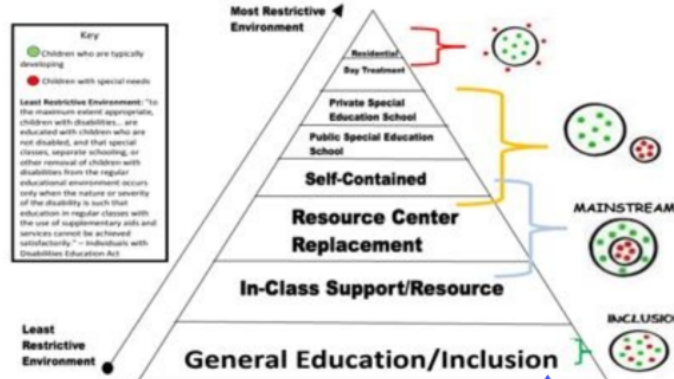 Most Restrictive
Environment
Key
Children who are typically
developing
Children with special needs
Least Restrictive Environment: "to
the maximum extent appropriate,
children with disabilities... are
educated with children who are
not disabled, and that special
classes, separate schooling, or
other removal of children with
disabilities from the regular
educational environment occurs
only when the nature or severity
of the disability is such that
education in regular classes with
the use of supplementary aids and
services cannot be achieved
satisfactorily." – Individuals with
Disabilities Education Act
Residential
Day Treatment
Private Special
Education School
Public Special Education
School
Self-Contained
Resource Center
Replacement
In-Class Support/Resource
General Education/Inclusion
MAINSTREAM
INCLUSION
Least
Restrictive
Environment